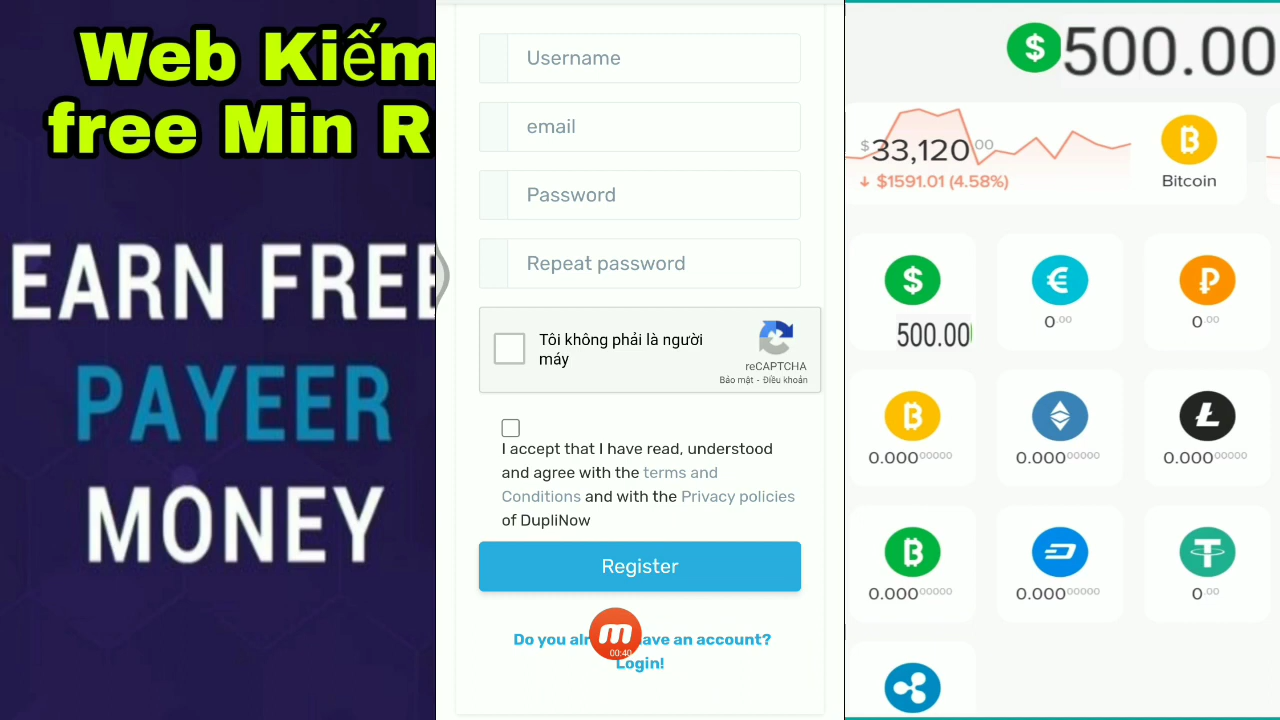 Web Kiếm
free Min R
EARN FREE
PAYEER
MONEY
Username
email
Password
Repeat password
Tôi không phải là người
máy
reCAPTCHA
Bảo mật - Điều khoản
I accept that I have read, understood
and agree with the terms and
Conditions and with the Privacy policies
of DupliNow
Register
Do you alr ave an account?
Login!
00:40
$ 500.00
$33,120.00
$1591.01 (4.58%)
Bitcoin
500.00
0.00
0.00
0.00000000
0.00000000
0.00000000
0.00000000
0.00000000
0.00